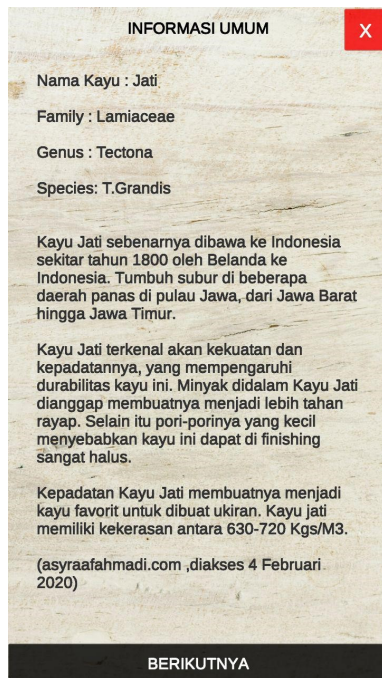 INFORMASI UMUM
X
Nama Kayu : Jati
Family : Lamiaceae
Genus : Tectona
Species: T.Grandis
Kayu Jati sebenarnya dibawa ke Indonesia
sekitar tahun 1800 oleh Belanda ke
Indonesia. Tumbuh subur di beberapa
daerah panas di pulau Jawa, dari Jawa Barat
hingga Jawa Timur.
Kayu Jati terkenal akan kekuatan dan
kepadatannya, yang mempengaruhi
durabilitas kayu ini. Minyak didalam Kayu Jati
dianggap membuatnya menjadi lebih tahan
rayap. Selain itu pori-porinya yang kecil
menyebabkan kayu ini dapat di finishing
sangat halus.
Kepadatan Kayu Jati membuatnya menjadi
kayu favorit untuk dibuat ukiran. Kayu jati
memiliki kekerasan antara 630-720 Kgs/M3.
(asyraafahmadi.com ,diakses 4 Februari
2020)
BERIKUTNYA